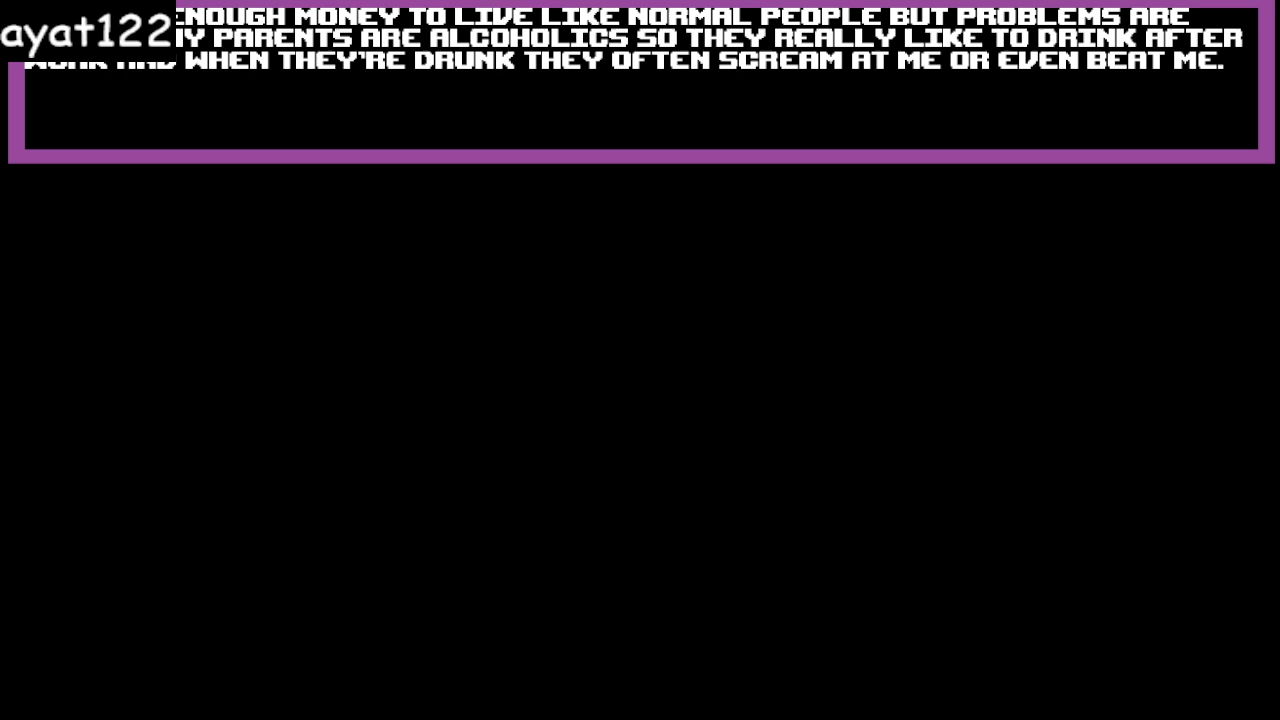 ayat122
ENOUGH MONEY TO LIVE LIKE NORMAL PEOPLE BUT PROBLEMS ARE
PARENTS ARE ALCOHOLICS SO THEY REALLY LIKE TO DRINK AFTER
WHEN THEY'RE DRUNK THEY OFTEN SCREAM AT ME OR EVEN BEAT ME.